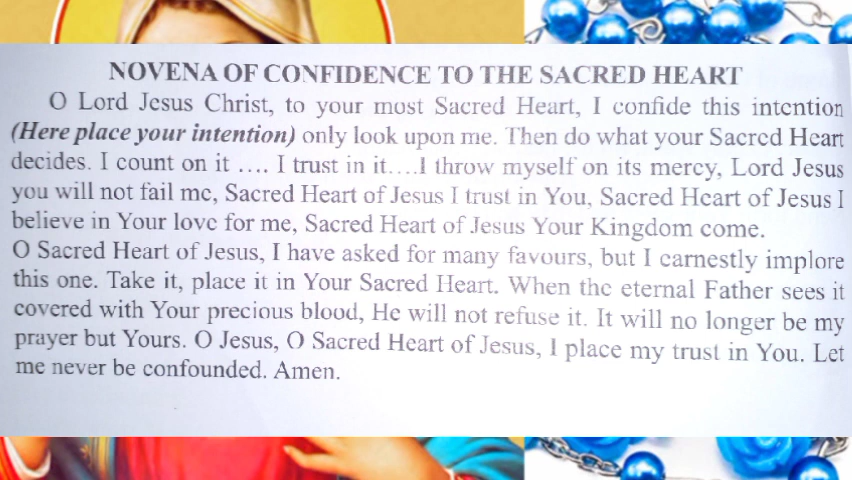 NOVENA OF CONFIDENCE TO THE SACRED HEART
O Lord Jesus Christ, to your most Sacred Heart, I confide this intention
(Here place your intention) only look upon me. Then do what your Sacred Heart
decides. I count on it .... I trust in it....I throw myself on its mercy, Lord Jesus
you will not fail me, Sacred Heart of Jesus I trust in You, Sacred Heart of Jesus I
believe in Your love for me, Sacred Heart of Jesus Your Kingdom come.
O Sacred Heart of Jesus, I have asked for many favours, but I earnestly implore
this one. Take it, place it in Your Sacred Heart. When the eternal Father sees it
covered with Your precious blood, He will not refuse it. It will no longer be my
prayer but Yours. O Jesus, O Sacred Heart of Jesus, I place my trust in You. Let
me never be confounded. Amen.